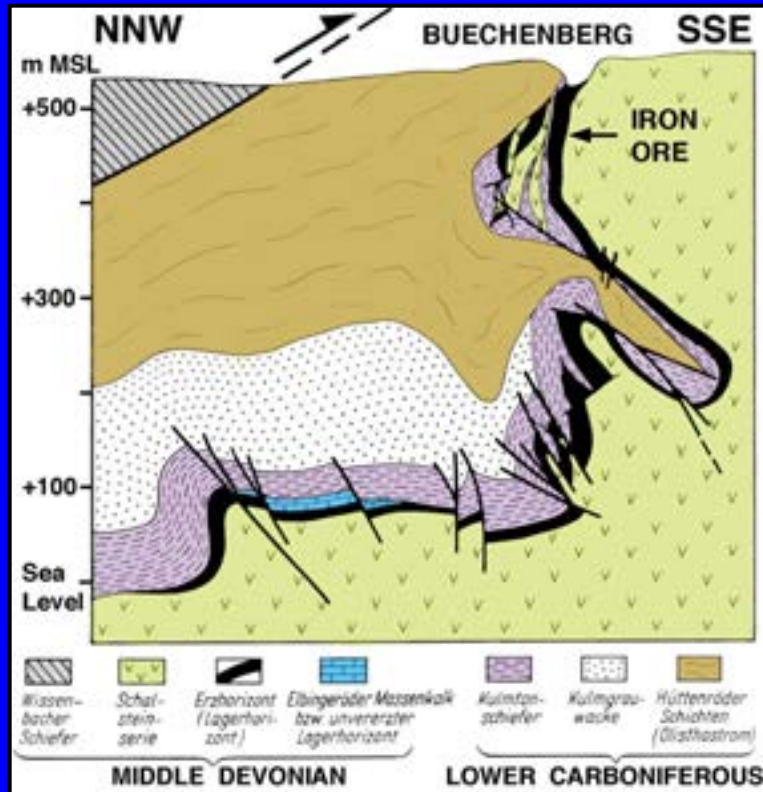 NNW
BUECHENBERG
SSE
m MSL
+500
IRON
ORE
+300
+100
Sea
Level
Wissen-
bacher
Schiefer
Schal-
stein-
serie
Erzhorizont
(Lagerhori-
zont)
Elbingeröder Massenkalk
bzw. unvererzter
Lagerhorizont
Kulmton-
schiefer
Kulmgrau-
wacke
Hüttenröder
Schichten
(Olisthostrom)
MIDDLE DEVONIAN
LOWER CARBONIFEROUS